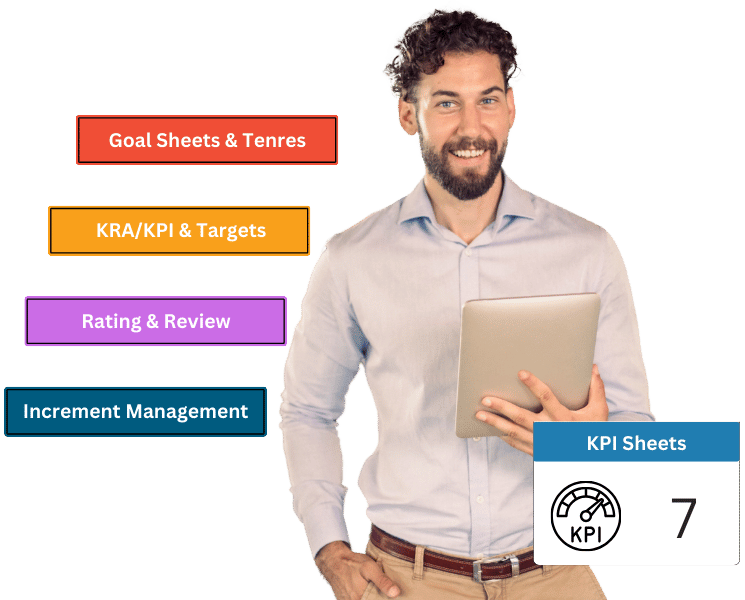 Goal Sheets & Tenres
KRA/KPI & Targets
Rating & Review
Increment Management
KPI Sheets
KPI
7